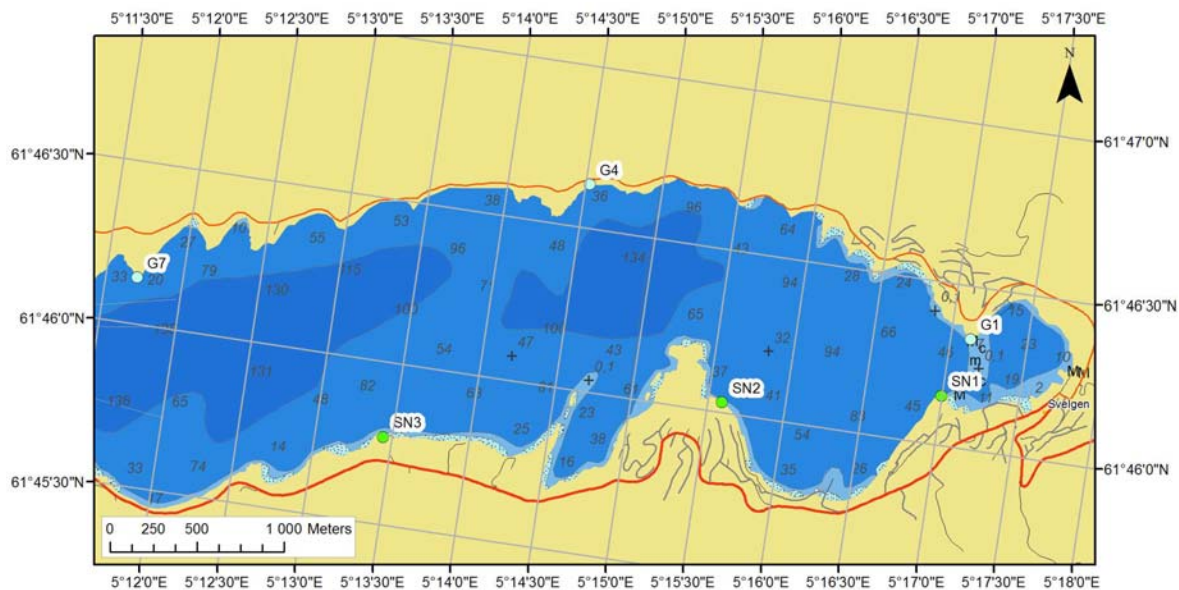 5°11'30"E 5°12'0"E 5°12'30"E 5°13'0"E 5°13'30"E 5°14'0"E 5°14'30"E 5°15'0"E 5°15'30"E 5°16'0"E 5°16'30"E 5°17'0"E 5°17'30"E
N
61°46'30"N
61°47'0"N
G4
38 36 96
53
27 10 55 64
96 48 43
G7
33 20 79 115 134
28 24
130 71 94
0,1 15
61°46'0"N
61°46'30"N
100 65
G1
47 32 66
54 43 94 46 0,1 23
m
10
131 0,1 37 19
MM
82 61 SN2 SN1 2
136 65 48 61 41 M 11
Svelgen
23 45
SN3
25 83
38 54
14
16
33 74 35 26
61°45'30"N
61°46'0"N
17
0 250 500 1 000 Meters
5°12'0"E 5°12'30"E 5°13'0"E 5°13'30"E 5°14'0"E 5°14'30"E 5°15'0"E 5°15'30"E 5°16'0"E 5°16'30"E 5°17'0"E 5°17'30"E 5°18'0"E